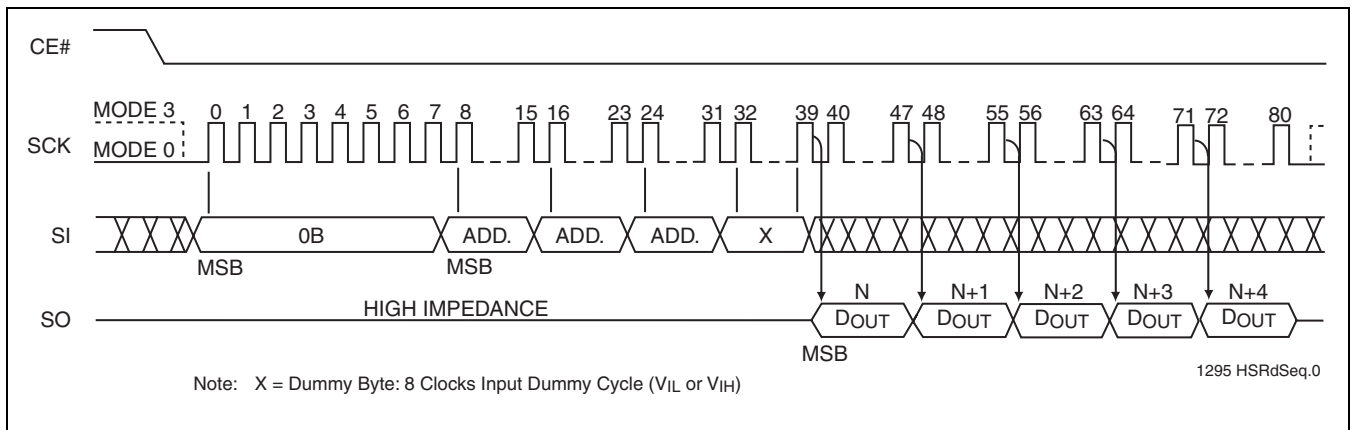 CE#
MODE 3
0 1 2 3 4 5 6 7 8 15 16 23 24 31 32 39 40 47 48 55 56 63 64 71 72 80
SCK
MODE 0
SI
0B
ADD.
ADD.
ADD.
X
MSB
MSB
N
N+1
N+2
N+3
N+4
HIGH IMPEDANCE
SO
DOUT
DOUT
DOUT
DOUT
DOUT
MSB
1295 HSRdSeq.0
Note: X = Dummy Byte: 8 Clocks Input Dummy Cycle (VIL or VIH)